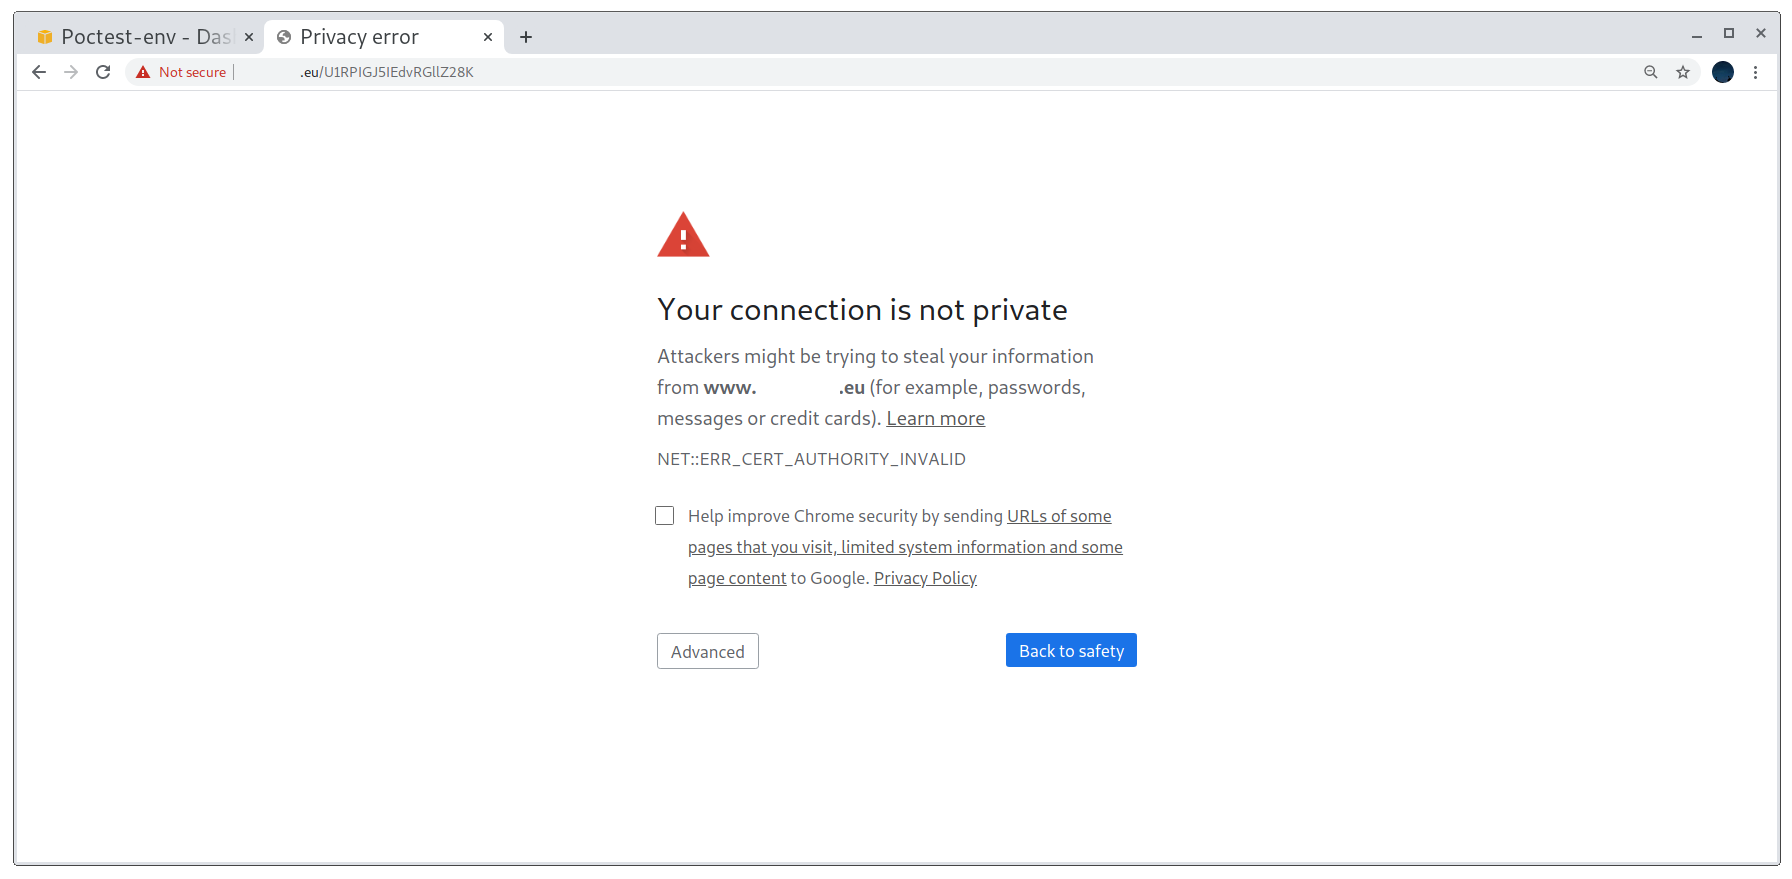 Poctest-env - Das
Privacy error
Not secure
.eu/U1RPIGJ5IEdvRGllZ28K
Your connection is not private
Attackers might be trying to steal your information
from www. .eu (for example, passwords,
messages or credit cards). Learn more
NET::ERR_CERT_AUTHORITY_INVALID
Help improve Chrome security by sending URLs of some
pages that you visit, limited system information and some
page content to Google. Privacy Policy
Advanced
Back to safety